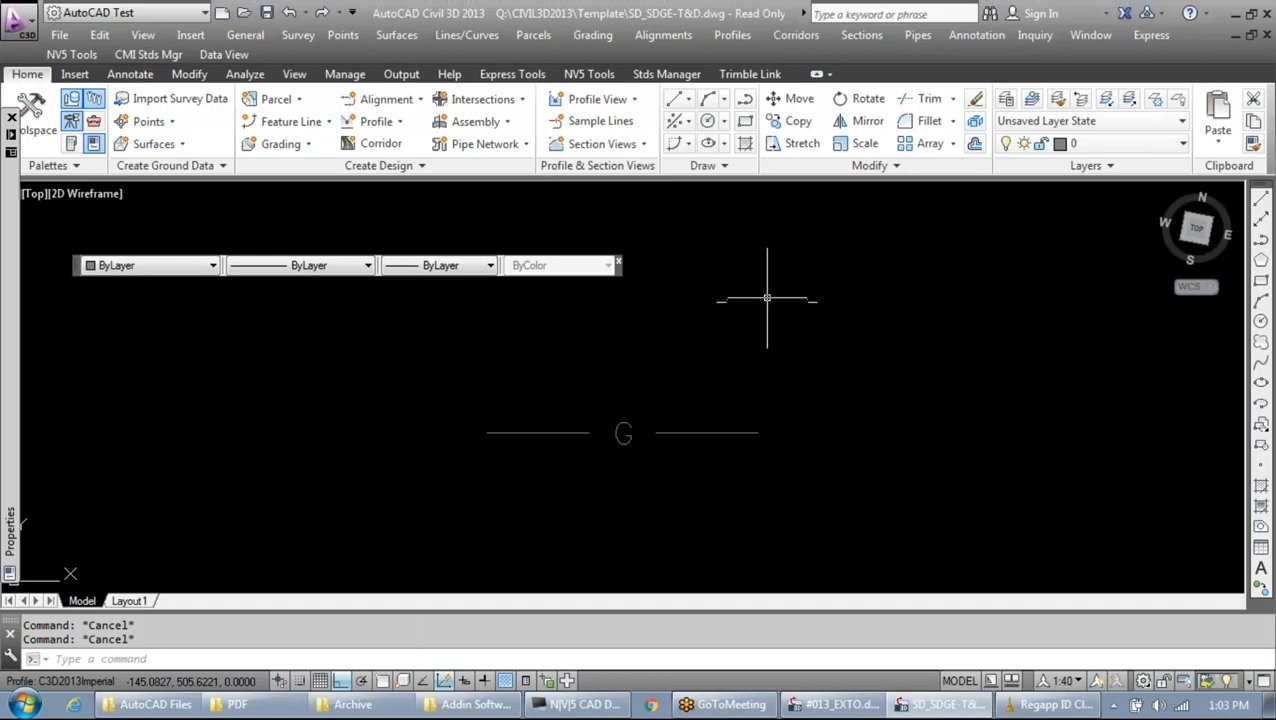 AutoCAD Test
AutoCAD Civil 3D 2013 Q:\CIVIL3D2013\Template\SD_SDGE-T&D.dwg - Read Only
Type a keyword or phrase
Sign In
C3D
File Edit View Insert General Survey Points Surfaces Lines/Curves Parcels Grading Alignments Profiles Corridors Sections Pipes Annotation Inquiry Window Express
NV5 Tools CMI Stds Mgr Data View
Home Insert Annotate Modify Analyze View Manage Output Help Express Tools NV5 Tools Stds Manager Trimble Link
Import Survey Data Parcel Alignment Intersections Profile View Move Rotate Trim
olspace Points Feature Line Profile Assembly Sample Lines Copy Mirror Fillet Unsaved Layer State Paste
Surfaces Grading Corridor Pipe Network Section Views Stretch Scale Array 0
Palettes Create Ground Data Create Design Profile & Section Views Draw Modify Layers Clipboard
[Top][2D Wireframe]
N
W TOP E
S
WCS
ByLayer ByLayer ByLayer ByColor
G
Properties
Y
X
Model Layout1
Command: *Cancel*
Command: *Cancel*
Type a command
Profile: C3D2013Imperial -145.0827, 505.6221, 0.0000 MODEL 1:40
Archive Files